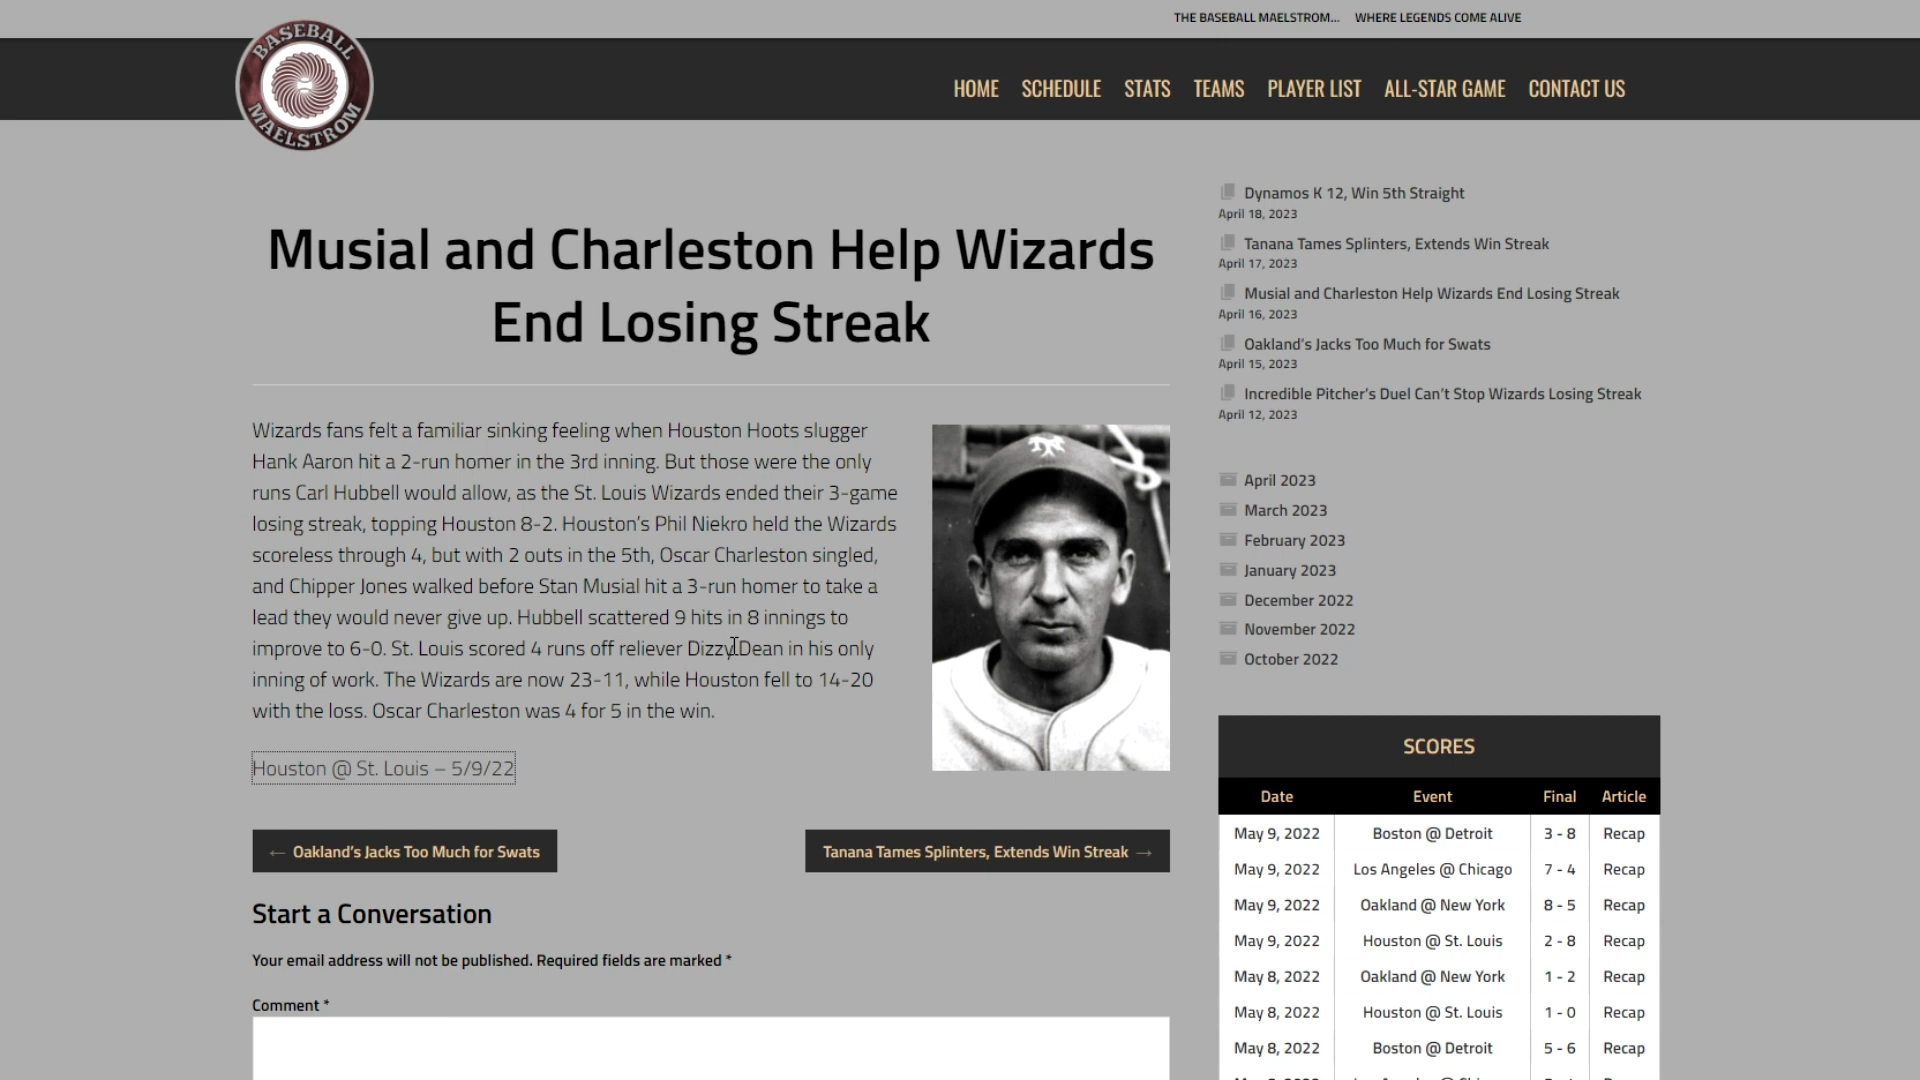 THE BASEBALL MAELSTROM... WHERE LEGENDS COME ALIVE
BASEBALL
MAELSTROM
HOME SCHEDULE STATS TEAMS PLAYER LIST ALL-STAR GAME CONTACT US
Musial and Charleston Help Wizards
End Losing Streak
Wizards fans felt a familiar sinking feeling when Houston Hoots slugger
Hank Aaron hit a 2-run homer in the 3rd inning. But those were the only
runs Carl Hubbell would allow, as the St. Louis Wizards ended their 3-game
losing streak, topping Houston 8-2. Houston’s Phil Niekro held the Wizards
scoreless through 4, but with 2 outs in the 5th, Oscar Charleston singled,
and Chipper Jones walked before Stan Musial hit a 3-run homer to take a
lead they would never give up. Hubbell scattered 9 hits in 8 innings to
improve to 6-0. St. Louis scored 4 runs off reliever Dizzy Dean in his only
inning of work. The Wizards are now 23-11, while Houston fell to 14-20
with the loss. Oscar Charleston was 4 for 5 in the win.
Houston @ St. Louis – 5/9/22
← Oakland’s Jacks Too Much for Swats
Tanana Tames Splinters, Extends Win Streak →
Start a Conversation
Your email address will not be published. Required fields are marked *
Comment *
Dynamos K 12, Win 5th Straight
April 18, 2023
Tanana Tames Splinters, Extends Win Streak
April 17, 2023
Musial and Charleston Help Wizards End Losing Streak
April 16, 2023
Oakland’s Jacks Too Much for Swats
April 15, 2023
Incredible Pitcher’s Duel Can’t Stop Wizards Losing Streak
April 12, 2023
April 2023
March 2023
February 2023
January 2023
December 2022
November 2022
October 2022
SCORES
Date Event Final Article
May 9, 2022 Boston @ Detroit 3 - 8 Recap
May 9, 2022 Los Angeles @ Chicago 7 - 4 Recap
May 9, 2022 Oakland @ New York 8 - 5 Recap
May 9, 2022 Houston @ St. Louis 2 - 8 Recap
May 8, 2022 Oakland @ New York 1 - 2 Recap
May 8, 2022 Houston @ St. Louis 1 - 0 Recap
May 8, 2022 Boston @ Detroit 5 - 6 Recap